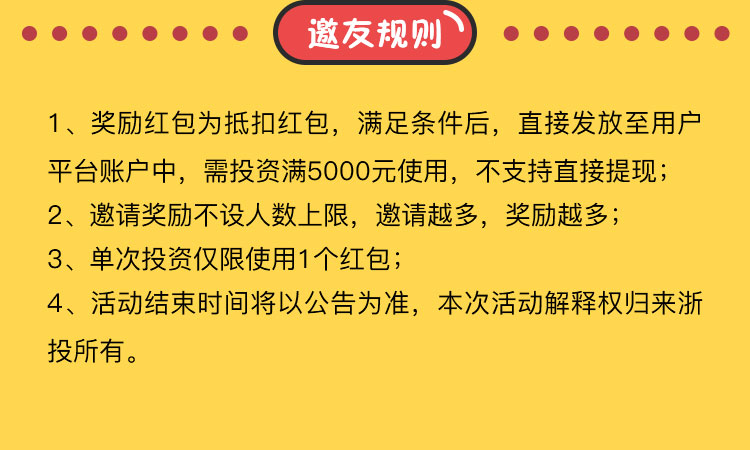 邀友规则
1、奖励红包为抵扣红包，满足条件后，直接发放至用户
平台账户中，需投资满5000元使用，不支持直接提现；
2、邀请奖励不设人数上限，邀请越多，奖励越多；
3、单次投资仅限使用1个红包；
4、活动结束时间将以公告为准，本次活动解释权归来浙
投所有。